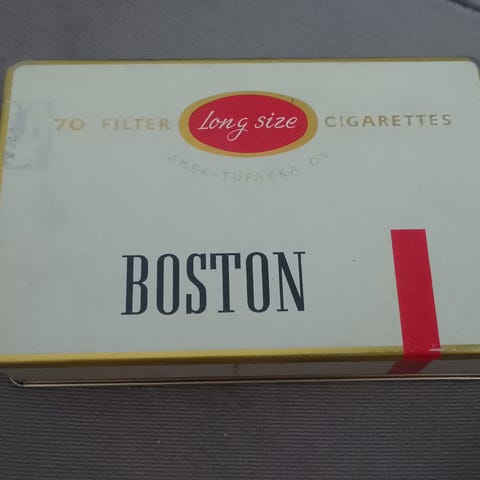 70 FILTER Long size CIGARETTES
AMER-TUPAKKA OY
BOSTON